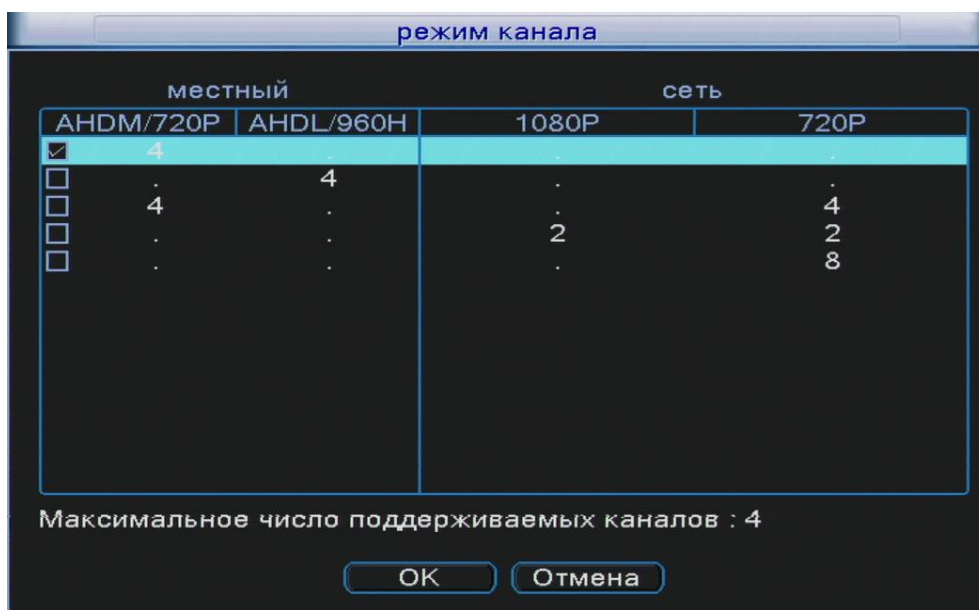 режим канала
местный сеть
AHDM/720P AHDL/960H 1080P 720P
4 . . .
. 4 . .
4 . . 4
. . 2 2
. . . 8
Максимальное число поддерживаемых каналов : 4
OK Отмена